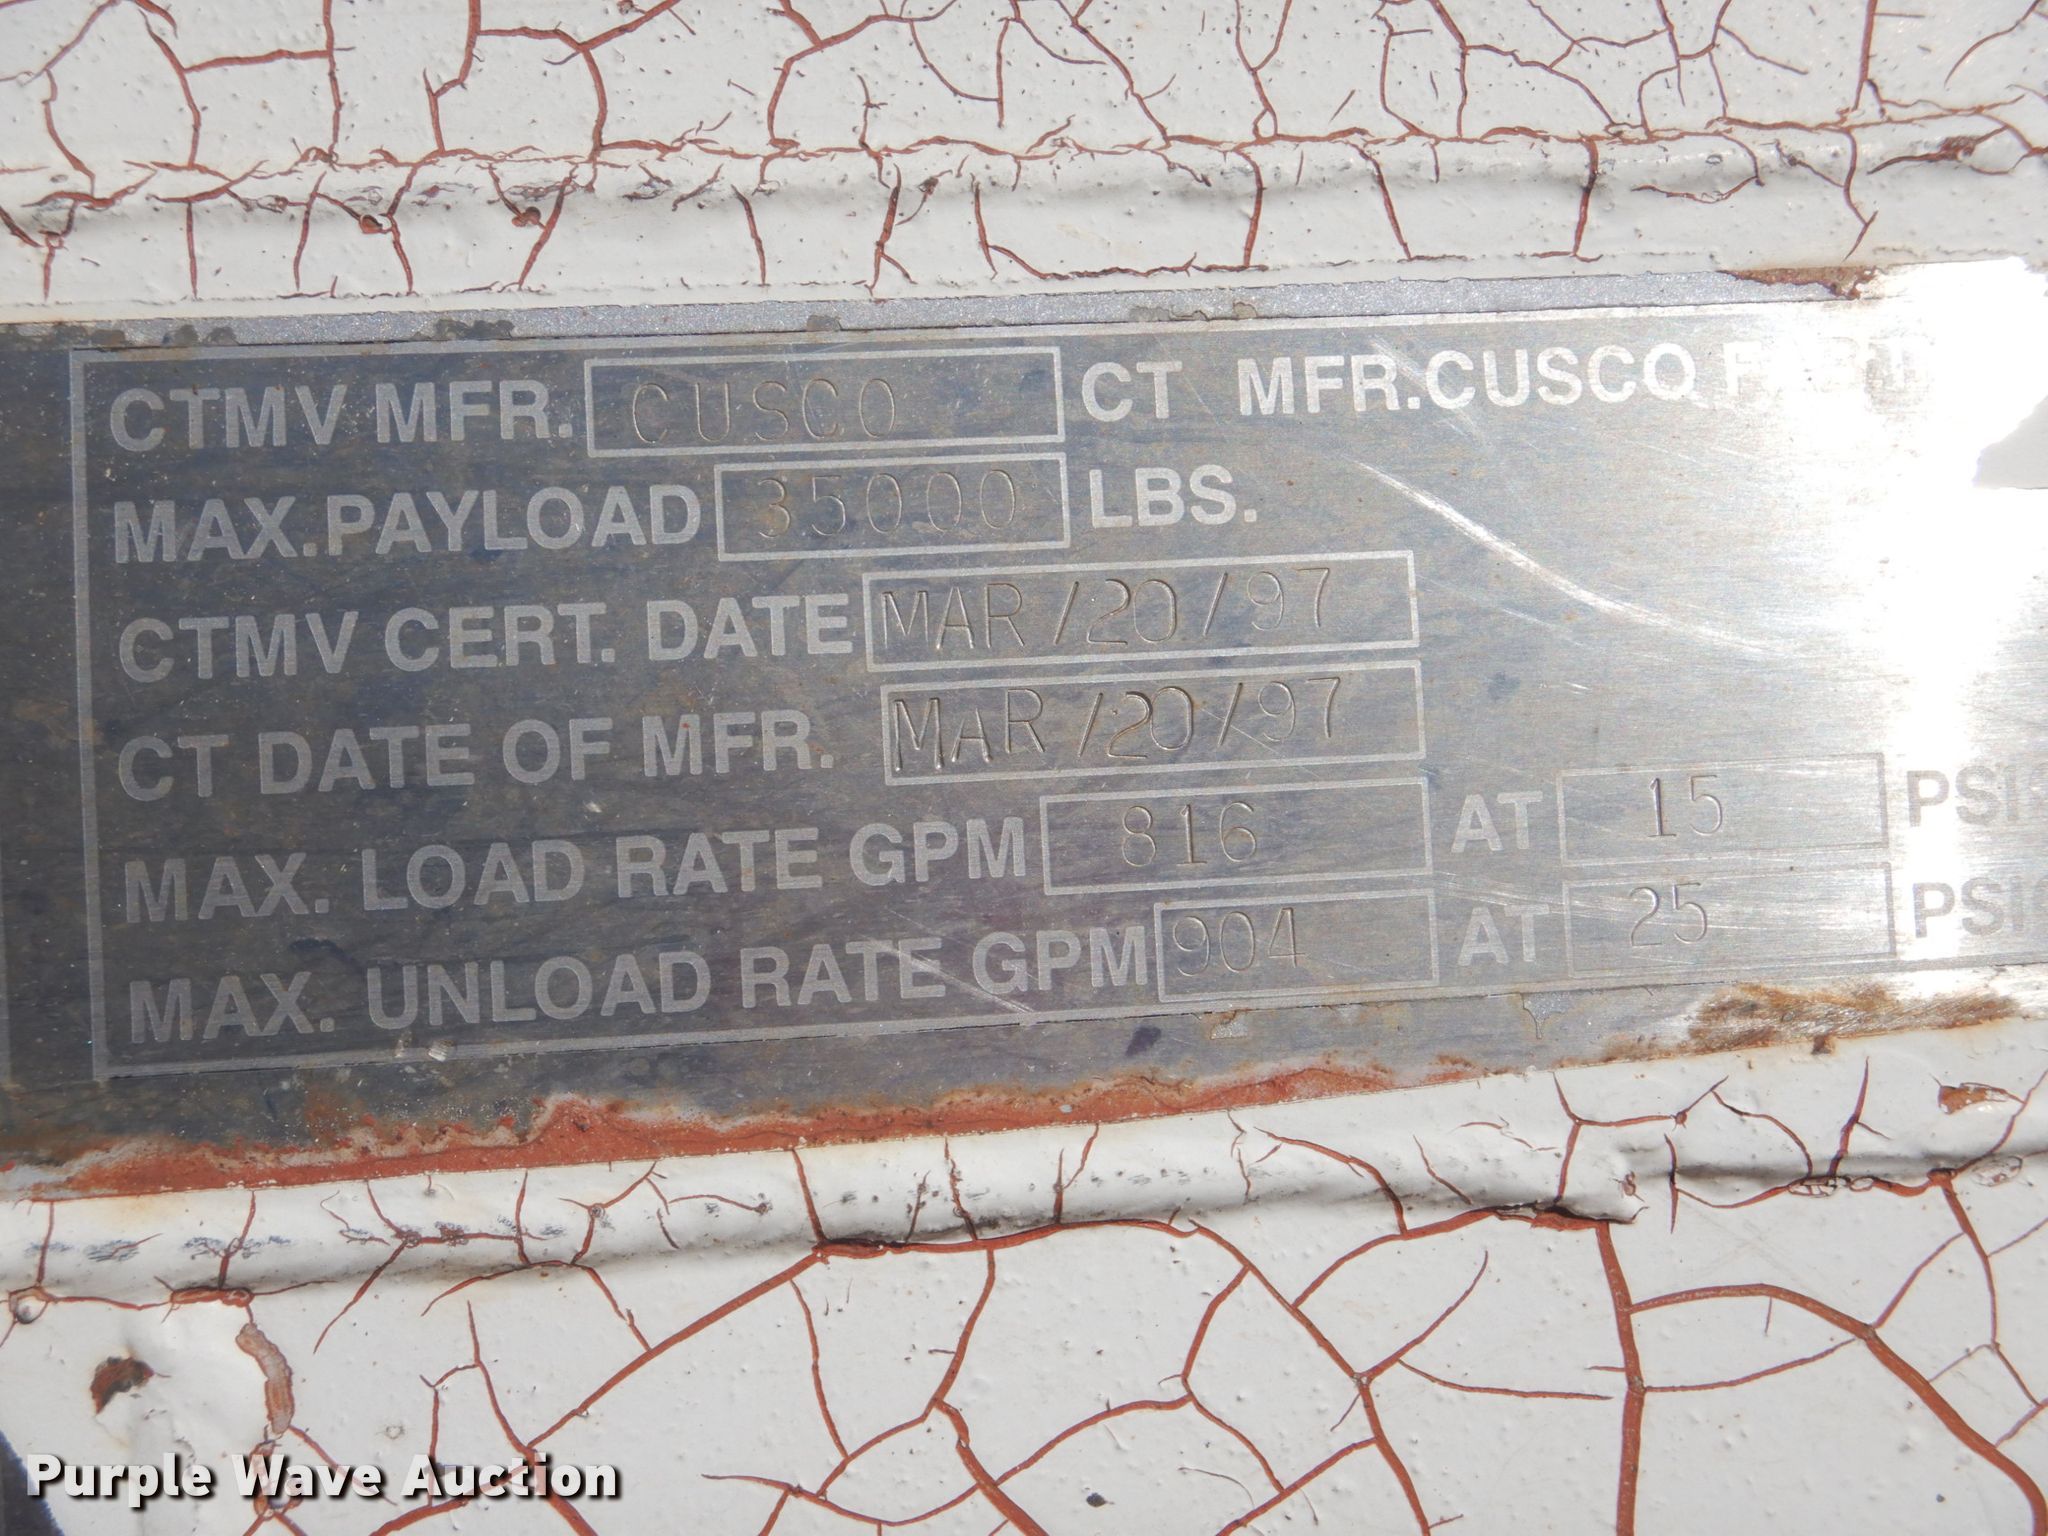 CTMV MFR. CUSCO CT MFR.CUSCO
MAX.PAYLOAD 35000 LBS.
CTMV CERT. DATE MAR/20/97
CT DATE OF MFR. MAR/20/97
MAX. LOAD RATE GPM 816 AT 15 PSIG
MAX. UNLOAD RATE GPM 904 AT 25 PSIG
Purple Wave Auction